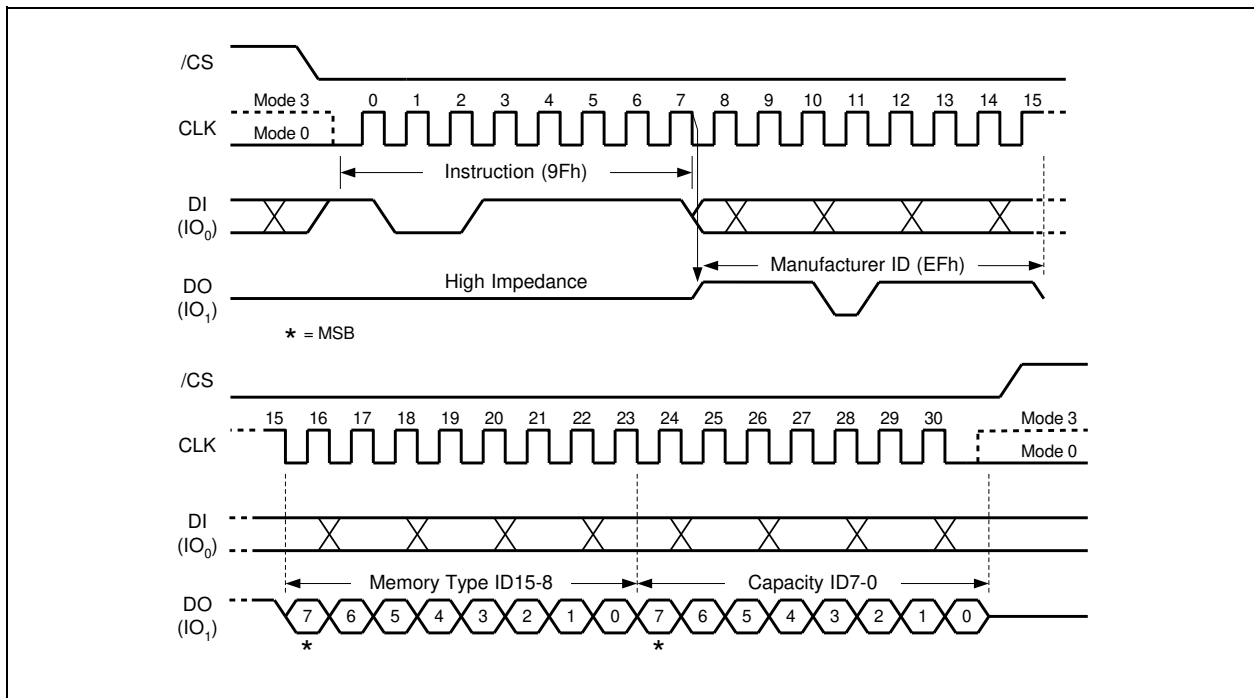 /CS
Mode 3 0 1 2 3 4 5 6 7 8 9 10 11 12 13 14 15
CLK
Mode 0
Instruction (9Fh)
DI
(IO0)
Manufacturer ID (EFh)
High Impedance
DO
(IO1)
* = MSB
/CS
15 16 17 18 19 20 21 22 23 24 25 26 27 28 29 30 Mode 3
CLK
Mode 0
DI
(IO0)
Memory Type ID15-8 Capacity ID7-0
DO
(IO1)
7 6 5 4 3 2 1 0 7 6 5 4 3 2 1 0
* *